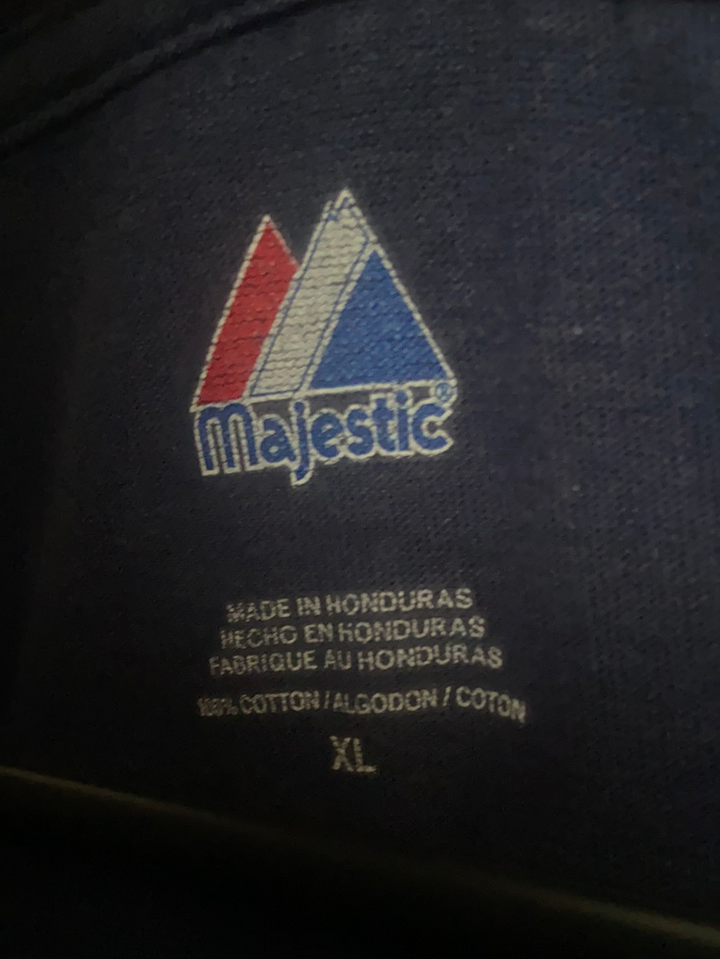 Majestic®
MADE IN HONDURAS
HECHO EN HONDURAS
FABRIQUE AU HONDURAS
100% COTTON / ALGODON / COTON
XL